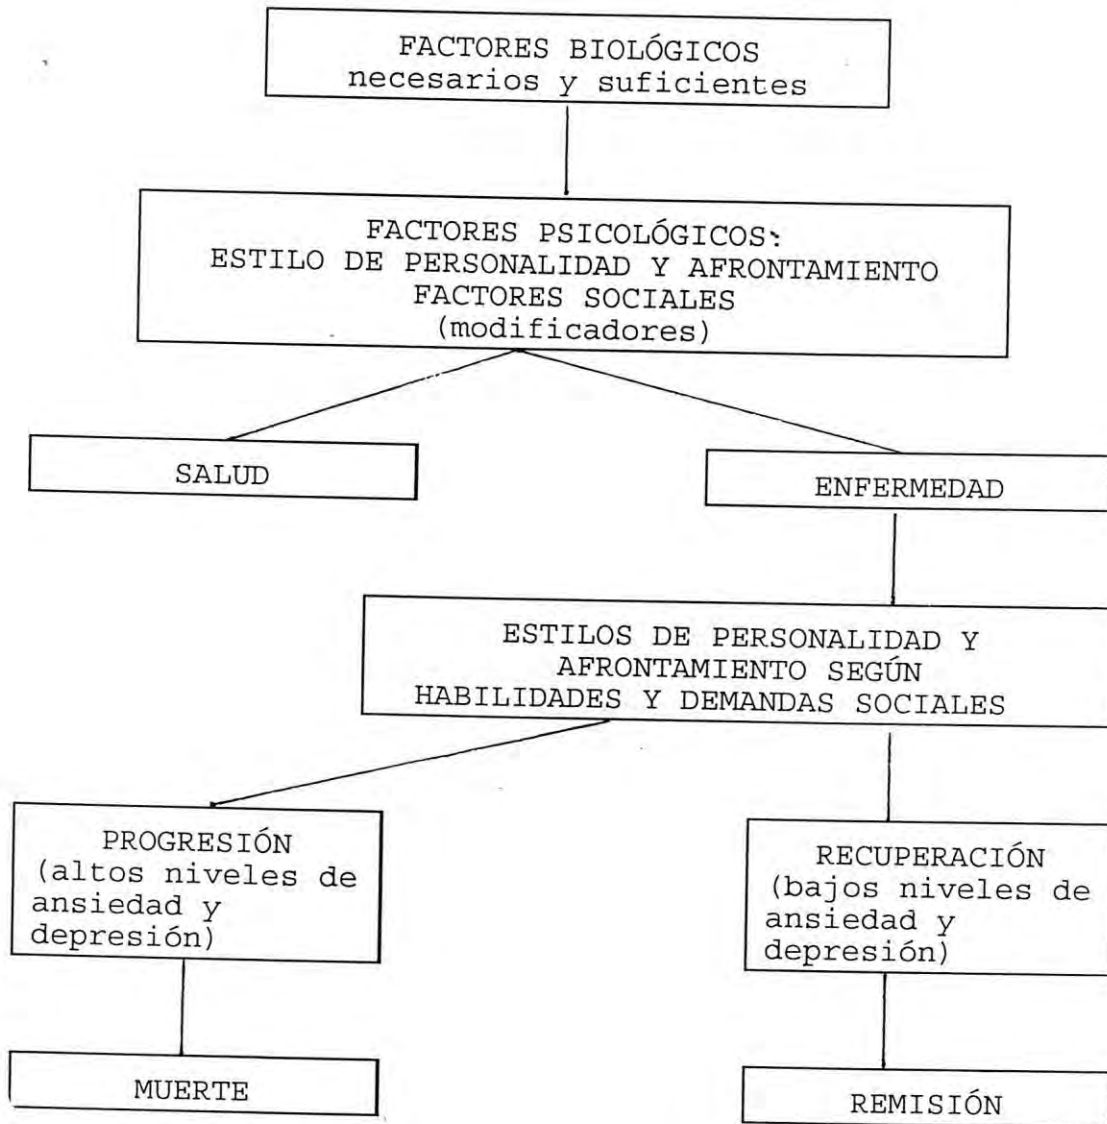 FACTORES BIOLÓGICOS
necesarios y suficientes
FACTORES PSICOLÓGICOS:
ESTILO DE PERSONALIDAD Y AFRONTAMIENTO
FACTORES SOCIALES
(modificadores)
SALUD
ENFERMEDAD
ESTILOS DE PERSONALIDAD Y
AFRONTAMIENTO SEGÚN
HABILIDADES Y DEMANDAS SOCIALES
PROGRESIÓN
(altos niveles de
ansiedad y
depresión)
RECUPERACIÓN
(bajos niveles de
ansiedad y
depresión)
MUERTE
REMISIÓN